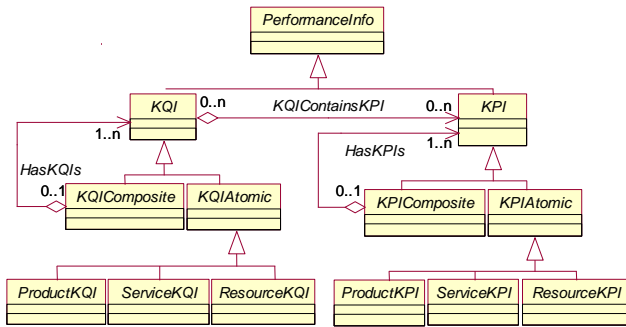 PerformanceInfo
KQI
0..n
KQIContainsKPI
0..n
KPI
1..n
1..n
HasKQIs
HasKPIs
0..1
KQIComposite
KQIAtomic
0..1
KPIComposite
KPIAtomic
ProductKQI
ServiceKQI
ResourceKQI
ProductKPI
ServiceKPI
ResourceKPI